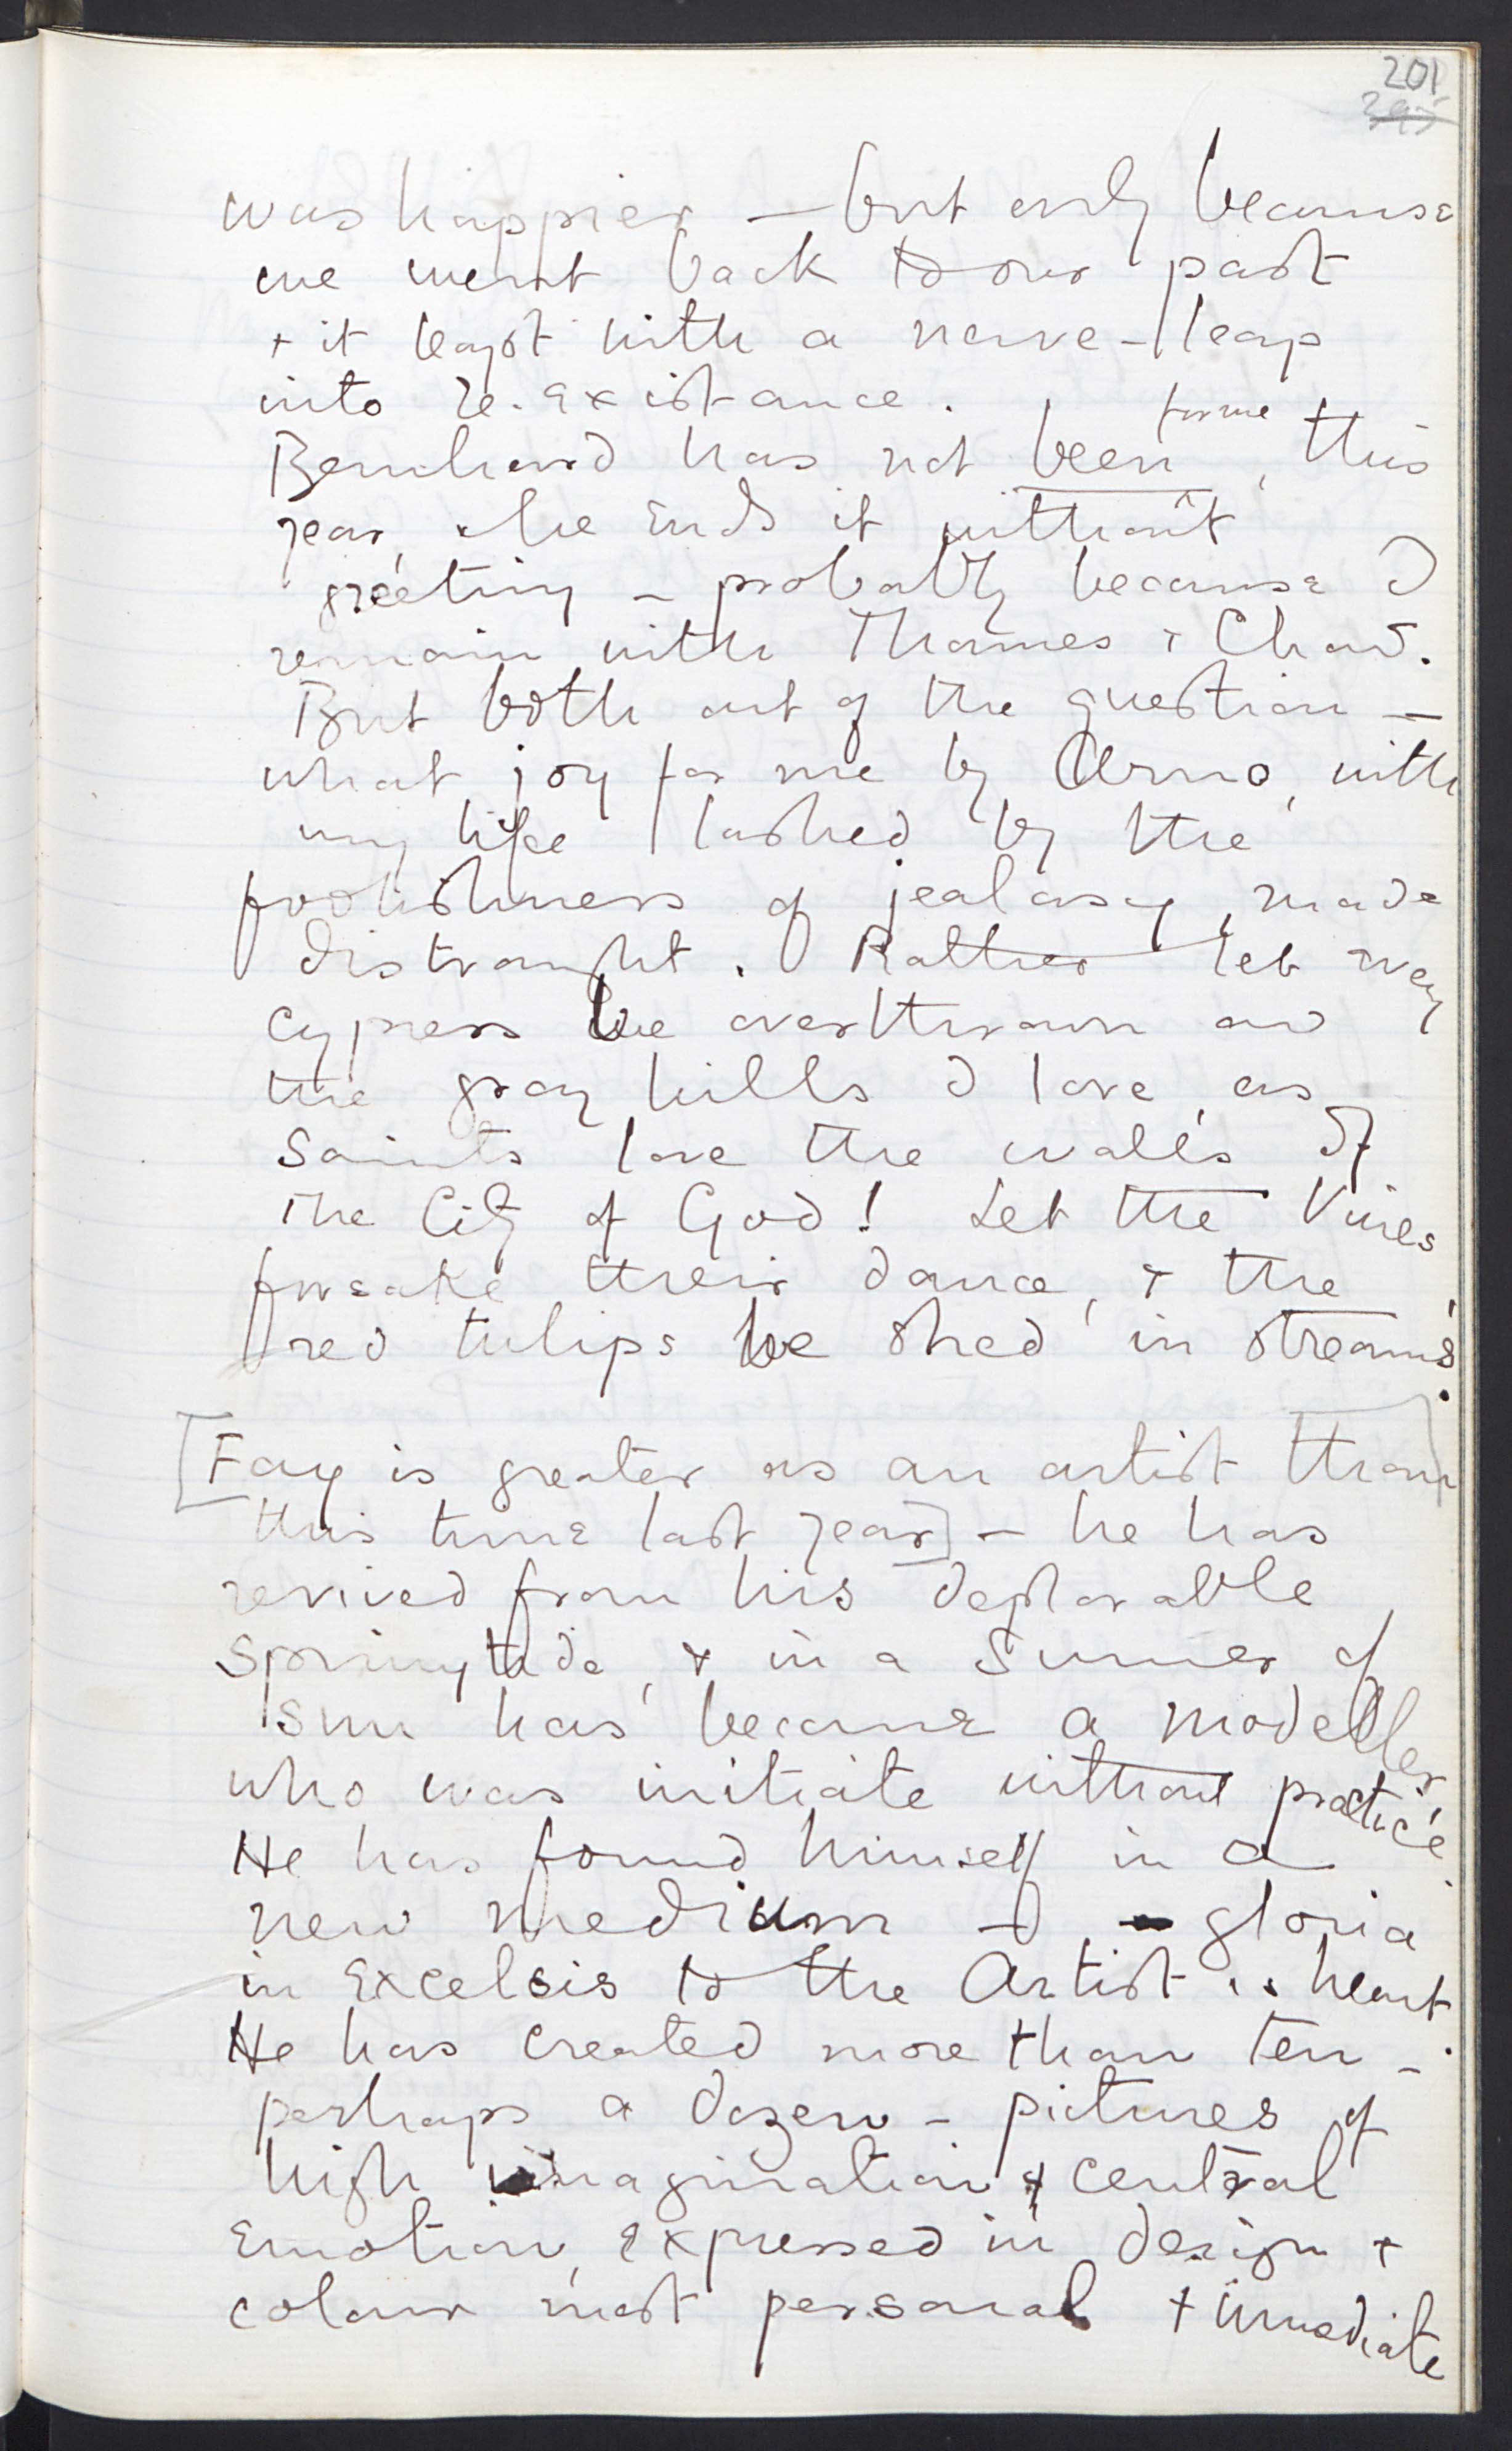 201
395
was happier — but only because
we went back to our past
+ it leapt with a nerve-leap
into re-existance.
for me
Bernhard has not been, this
year, & he ends it without
greeting — probably because I
remain with Thames & Chad.
But both out of the question —
what joy for me by Arno, with
my life lashed by the
foolishness of jealousy, made
distraught. Rather let my
cypress be overthrown on
the gray hills I love, as
Saints love the walls of
the City of God! Let the Vines
forsake their dance, & the
red tulips be shed in streams.
[Fay is greater as an artist than
this time last year] — he has
revived from his deplorable
springtide, & in a Summer of
sun has become a modeller
who was initiate without practice.
He has found himself in a
new medium — gloria
in Excelsis to the Artist's heart
He has created more than ten —
perhaps a dozen — pictures of
high imagination & central
Emotion, expressed in design +
colour most personal + immediate